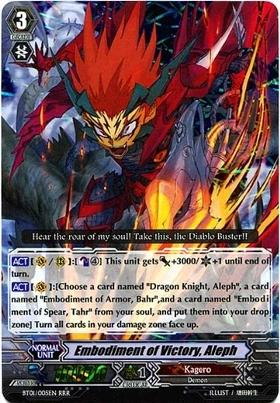 3
Hear the roar of my soul! Take this, the Diablo Buster!!
ACT [ / ]:[ ④] This unit gets +3000/ +1 until end of
turn.
ACT [ ]:[Choose a card named "Dragon Knight, Aleph", a card
named "Embodiment of Armor, Bahr",and a card named "Embodi
ment of Spear, Tahr" from your soul, and put them into your drop
zone] Turn all cards in your damage zone face up.
NORMAL
UNIT
Embodiment of Victory, Aleph
1
Kagero
Demon
BT01/005EN RRR
ILLUST /